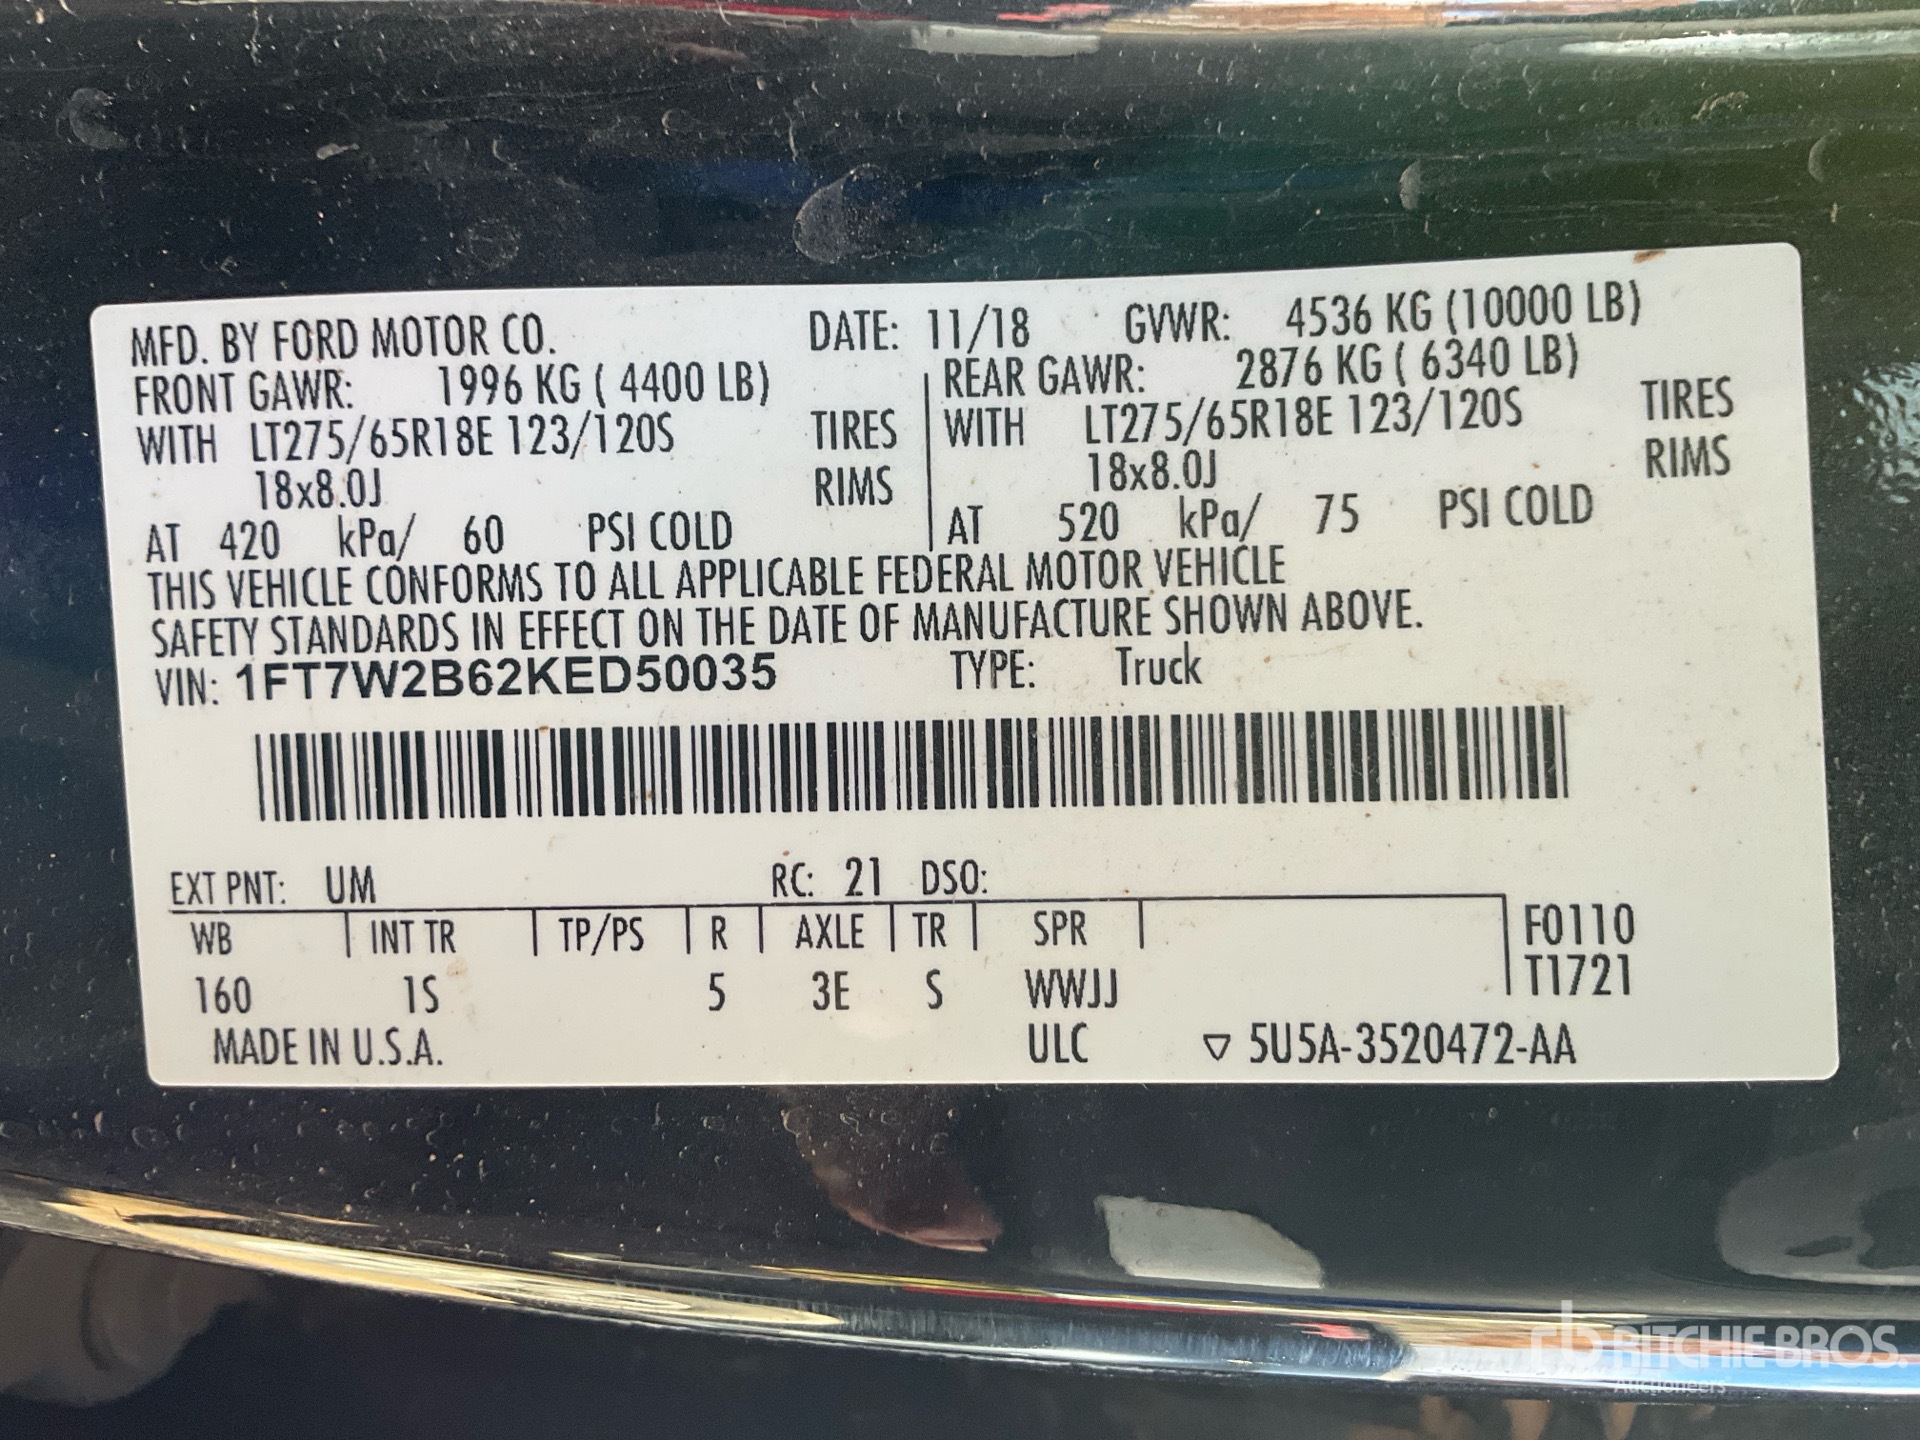 MFD. BY FORD MOTOR CO. DATE: 11/18 GVWR: 4536 KG (10000 LB)
FRONT GAWR: 1996 KG ( 4400 LB) REAR GAWR: 2876 KG ( 6340 LB)
WITH LT275/65R18E 123/120S TIRES WITH LT275/65R18E 123/120S TIRES
18x8.0J RIMS 18x8.0J RIMS
AT 420 kPa/ 60 PSI COLD AT 520 kPa/ 75 PSI COLD
THIS VEHICLE CONFORMS TO ALL APPLICABLE FEDERAL MOTOR VEHICLE
SAFETY STANDARDS IN EFFECT ON THE DATE OF MANUFACTURE SHOWN ABOVE.
VIN: 1FT7W2B62KED50035 TYPE: Truck
EXT PNT: UM RC: 21 DSO:
WB INT TR TP/PS R AXLE TR SPR F0110
160 1S 5 3E S WWJJ T1721
MADE IN U.S.A. ULC 5U5A-3520472-AA
rb RITCHIE BROS.
Auctioneers